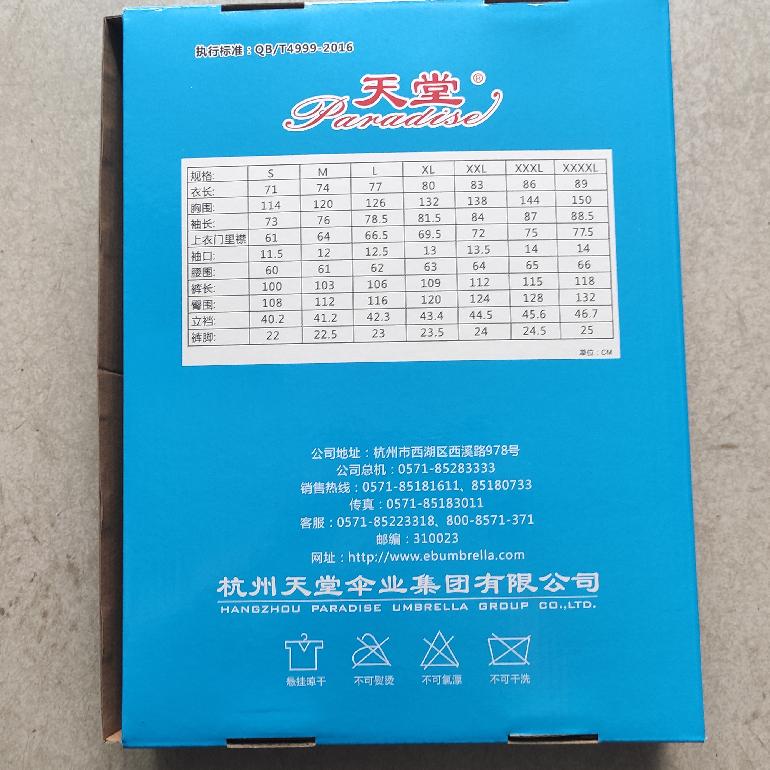 执行标准：QB/T4999-2016
天堂®
Paradise
规格: S M L XL XXL XXXL XXXXL
衣长: 71 74 77 80 83 86 89
胸围: 114 120 126 132 138 144 150
袖长: 73 76 78.5 81.5 84 87 88.5
上衣门里襟 61 64 66.5 69.5 72 75 77.5
袖口: 11.5 12 12.5 13 13.5 14 14
腰围: 60 61 62 63 64 65 66
裤长: 100 103 106 109 112 115 118
臀围: 108 112 116 120 124 128 132
立裆: 40.2 41.2 42.3 43.4 44.5 45.6 46.7
裤脚: 22 22.5 23 23.5 24 24.5 25
单位：CM
公司地址：杭州市西湖区西溪路978号
公司总机：0571-85283333
销售热线：0571-85181611、85180733
传真：0571-85183011
客服：0571-85223318、800-8571-371
邮编：310023
网址：http://www.ebumbrella.com
杭州天堂伞业集团有限公司
HANGZHOU PARADISE UMBRELLA GROUP CO.,LTD.
悬挂晾干 不可熨烫 不可氯漂 不可干洗